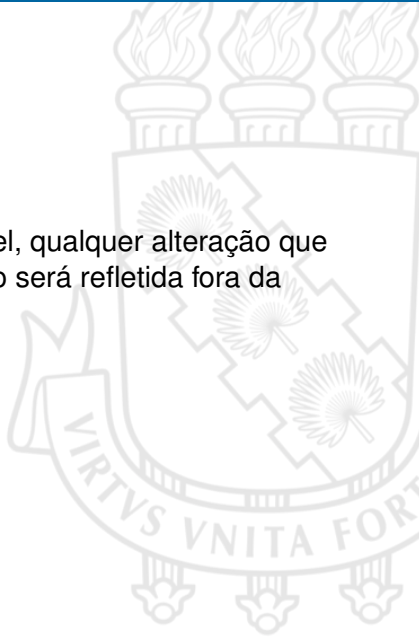 el, qualquer alteração que
o será refletida fora da
VIRTVS VNITA FOR